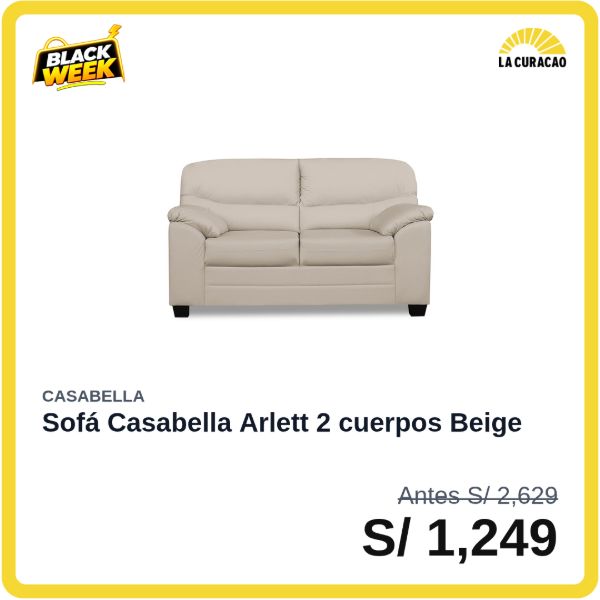 BLACK
WEEK
LA CURACAO
CASABELLA
Sofá Casabella Arlett 2 cuerpos Beige
Antes S/ 2,629
S/ 1,249